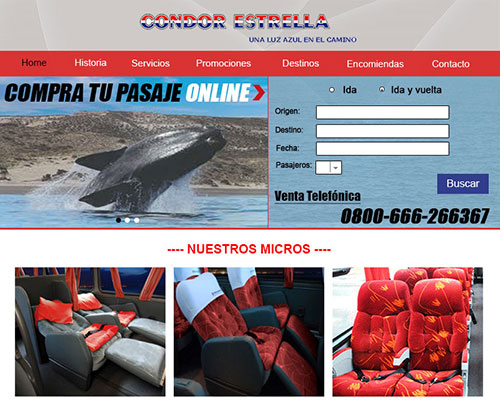 CONDOR ESTRELLA
UNA LUZ AZUL EN EL CAMINO
Home Historia Servicios Promociones Destinos Encomiendas Contacto
COMPRA TU PASAJE ONLINE
Ida Ida y vuelta
Origen:
Destino:
Fecha:
Pasajeros:
Buscar
Venta Telefónica
0800-666-266367
---- NUESTROS MICROS ----